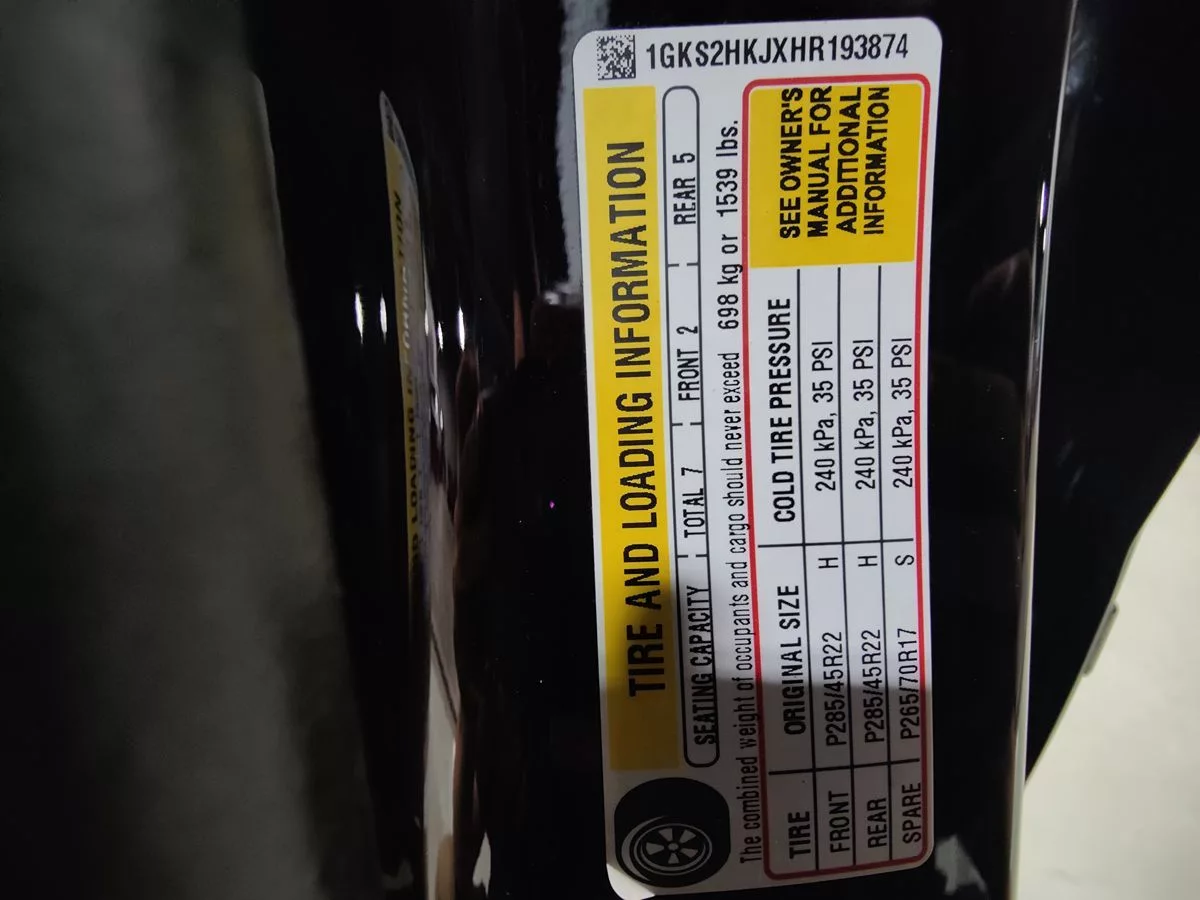 1GKS2HKJXHR193874
TIRE AND LOADING INFORMATION
SEATING CAPACITY TOTAL 7 FRONT 2 REAR 5
The combined weight of occupants and cargo should never exceed 698 kg or 1539 lbs.
TIRE ORIGINAL SIZE COLD TIRE PRESSURE
FRONT P285/45R22 H 240 kPa, 35 PSI
REAR P285/45R22 H 240 kPa, 35 PSI
SPARE P265/70R17 S 240 kPa, 35 PSI
SEE OWNER'S
MANUAL FOR
ADDITIONAL
INFORMATION